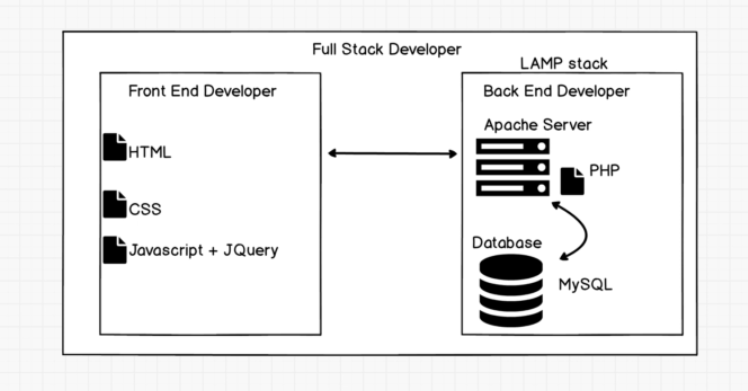 Full Stack Developer
LAMP stack
Front End Developer
HTML
CSS
Javascript + JQuery
Back End Developer
Apache Server
PHP
Database
MySQL